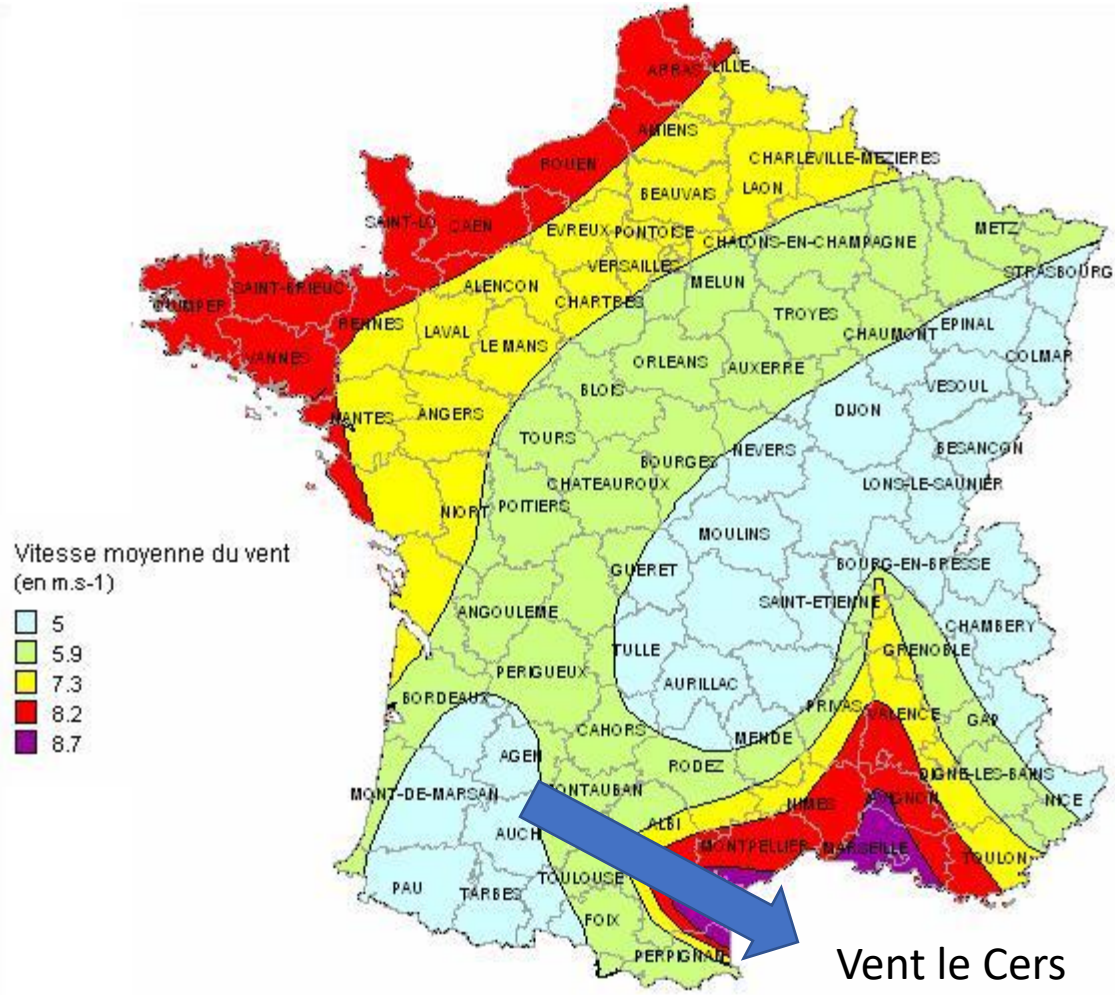 LILLE
ARRAS
AMIENS
ROUEN
CHARLEVILLE-MEZIERES
BEAUVAIS
LAON
SAINT-LO
CAEN
EVREUX
PONTOISE
CHALONS-EN-CHAMPAGNE
METZ
VERSAILLES
STRASBOURG
SAINT-BRIEUC
ALENCON
MELUN
QUIMPER
CHARTRES
RENNES
TROYES
LAVAL
EPINAL
CHAUMONT
LE MANS
VANNES
ORLEANS
COLMAR
AUXERRE
BLOIS
VESOUL
NANTES
ANGERS
DIJON
TOURS
NEVERS
BESANCON
BOURGES
CHATEAUROUX
LONS-LE-SAUNIER
NIORT
POITIERS
MOULINS
Vitesse moyenne du vent
(en m.s-1)
5
5.9
7.3
8.2
8.7
BOURG-EN-BRESSE
GUERET
SAINT-ETIENNE
ANGOULEME
CHAMBERY
TULLE
GRENOBLE
PERIGUEUX
AURILLAC
BORDEAUX
PRIVAS
VALENCE
GAP
CAHORS
MENDE
AGEN
RODEZ
DIGNE-LES-BAINS
MONT-DE-MARSAN
MONTAUBAN
NIMES
AVIGNON
NICE
ALBI
AUCH
MONTPELLIER
MARSEILLE
TOULON
TOULOUSE
PAU
TARBES
FOIX
PERPIGNAN
Vent le Cers